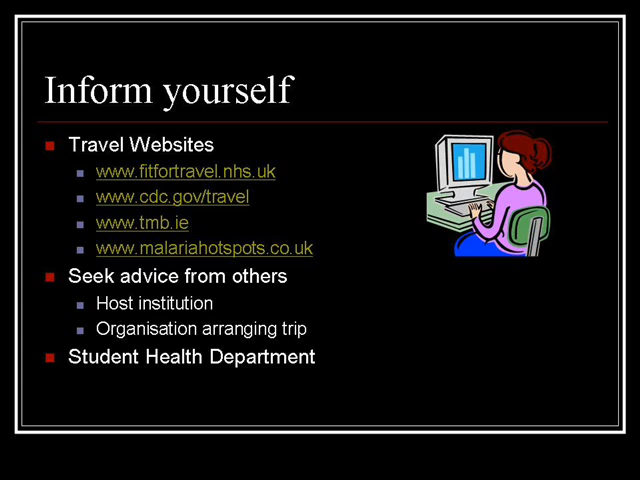 Inform yourself
Travel Websites
www.fitfortravel.nhs.uk
www.cdc.gov/travel
www.tmb.ie
www.malariahotspots.co.uk
Seek advice from others
Host institution
Organisation arranging trip
Student Health Department